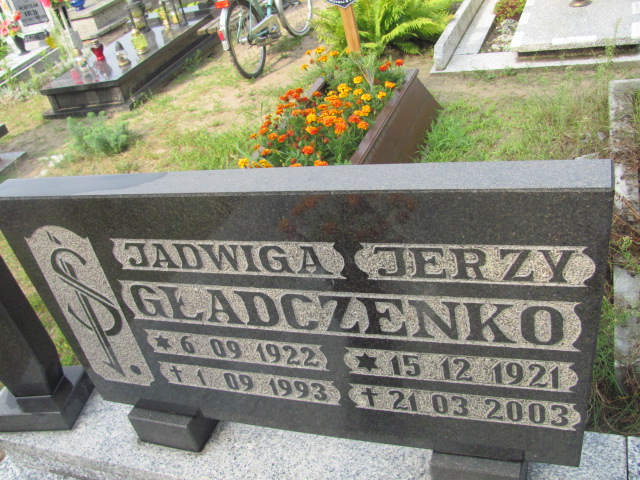 Ś.P.
JADWIGA JERZY
GŁADCZENKO
* 6 09 1922 * 15 12 1921
† 1 09 1993 † 21 03 2003